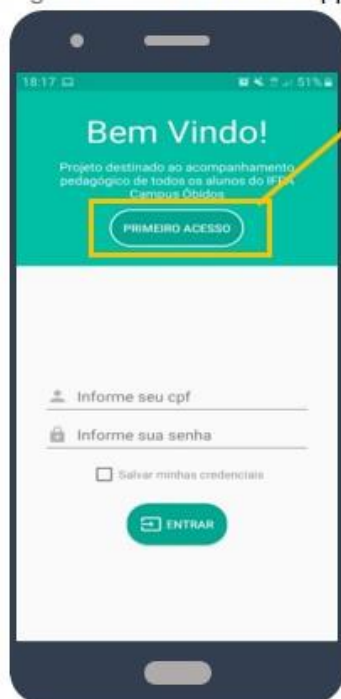 18:17
51%
Bem Vindo!
Projeto destinado ao acompanhamento
pedagógico de todos os alunos do IFPA
Campus Óbidos
PRIMEIRO ACESSO
Informe seu cpf
Informe sua senha
Salvar minhas credenciais
ENTRAR